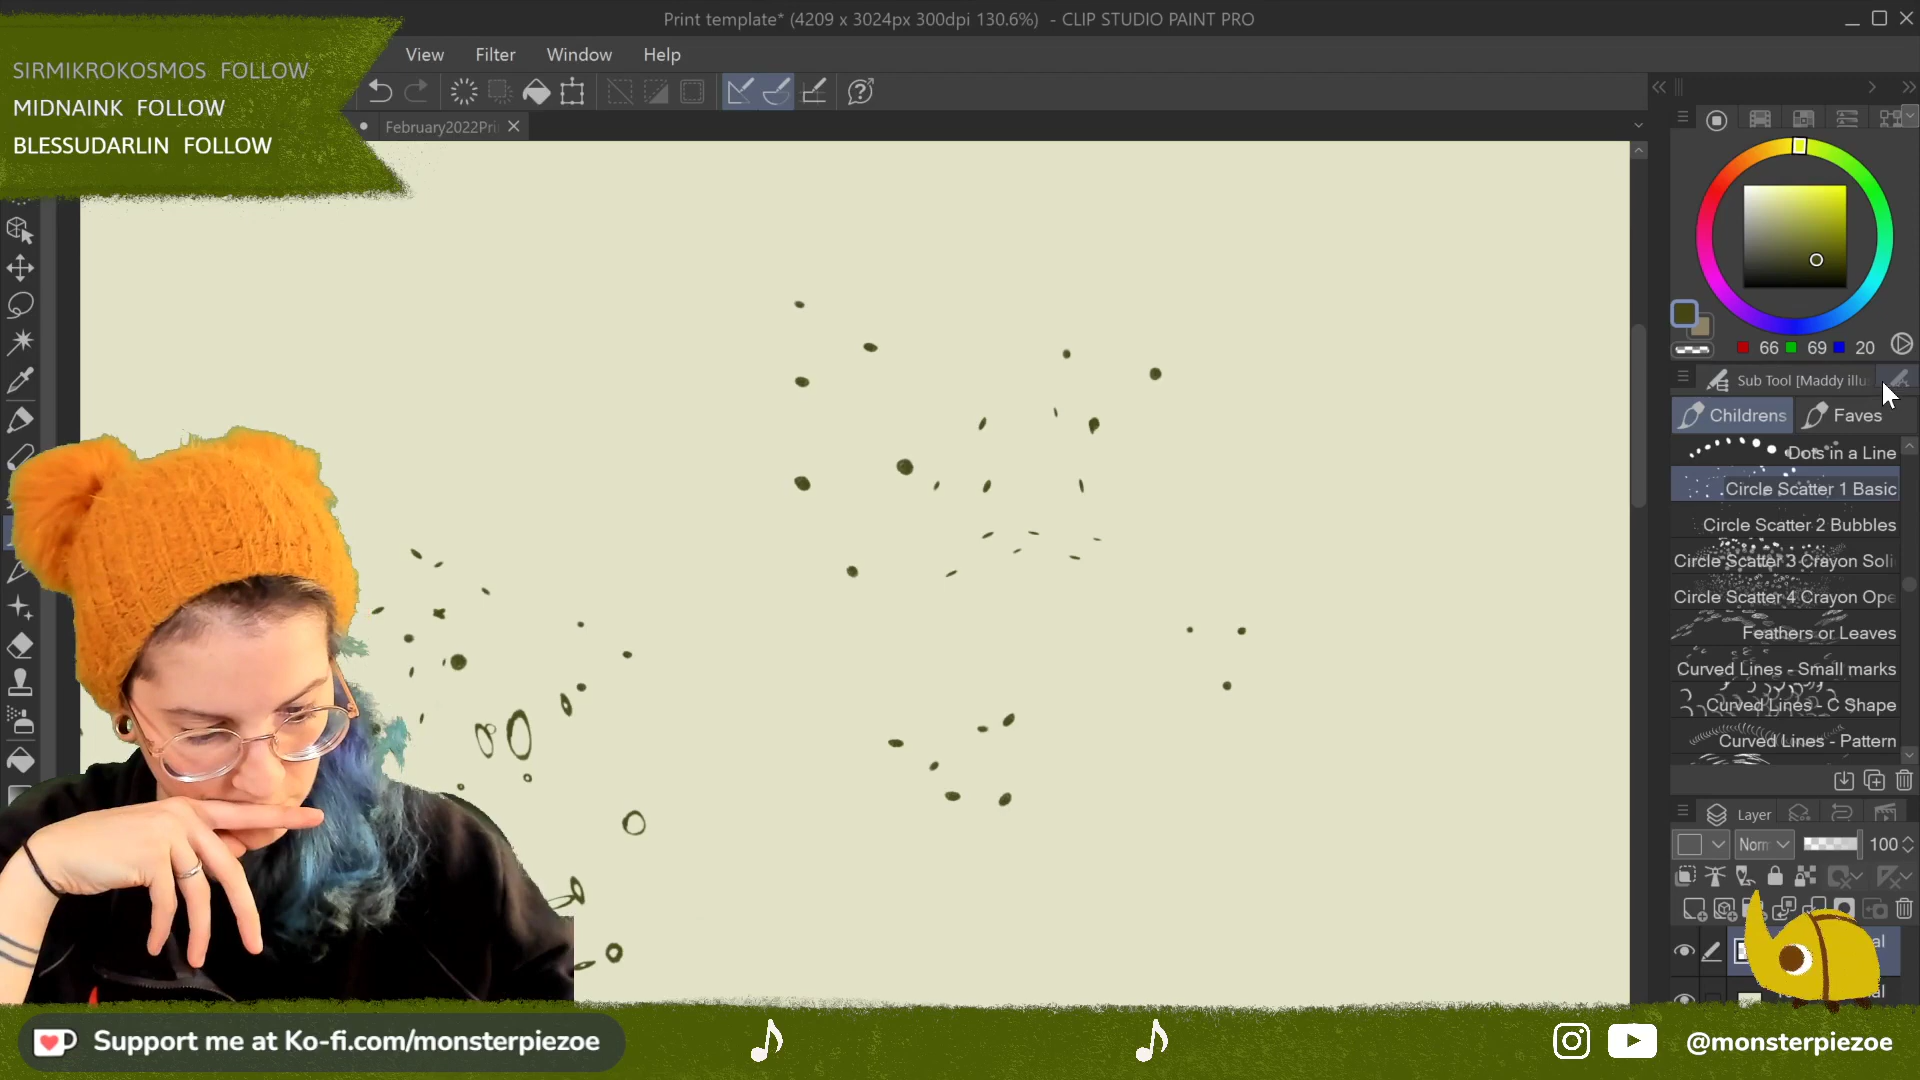 Print template* (4209 x 3024px 300dpi 130.6%) - CLIP STUDIO PAINT PRO
View Filter Window Help
SIRMIKROKOSMOS FOLLOW
MIDNAINK FOLLOW
BLESSUDARLIN FOLLOW
February2022Pri
66 69 20
Sub Tool [Maddy illu
Childrens Faves
Dots in a Line
Circle Scatter 1 Basic
Circle Scatter 2 Bubbles
Circle Scatter 3 Crayon Soli
Circle Scatter 4 Crayon Ope
Feathers or Leaves
Curved Lines - Small marks
Curved Lines - C Shape
Curved Lines - Pattern
Layer
Norn 100
al
al
Support me at Ko-fi.com/monsterpiezoe
@monsterpiezoe